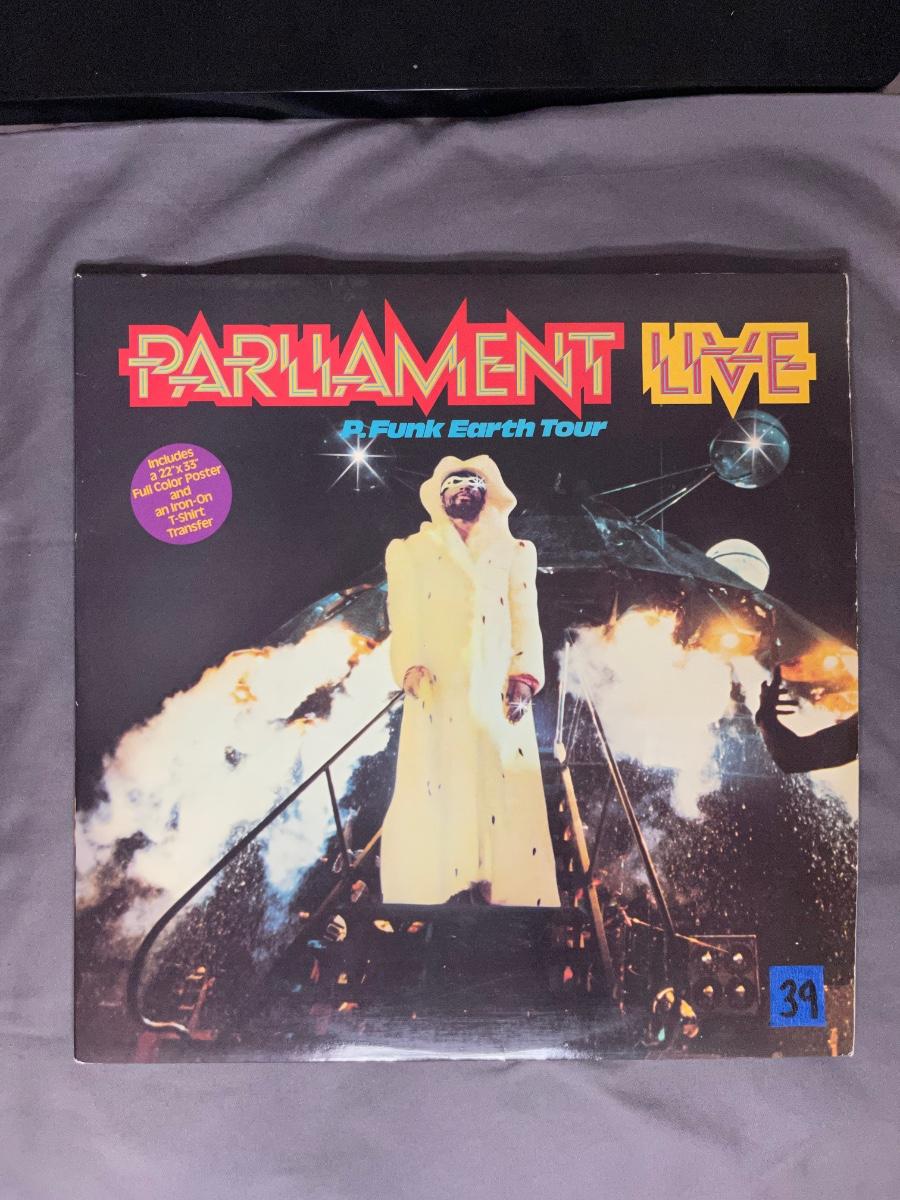 PARLIAMENT LIVE
P. Funk Earth Tour
Includes
a 22" x 33"
Full Color Poster
and
an Iron-On
T-Shirt
Transfer
39